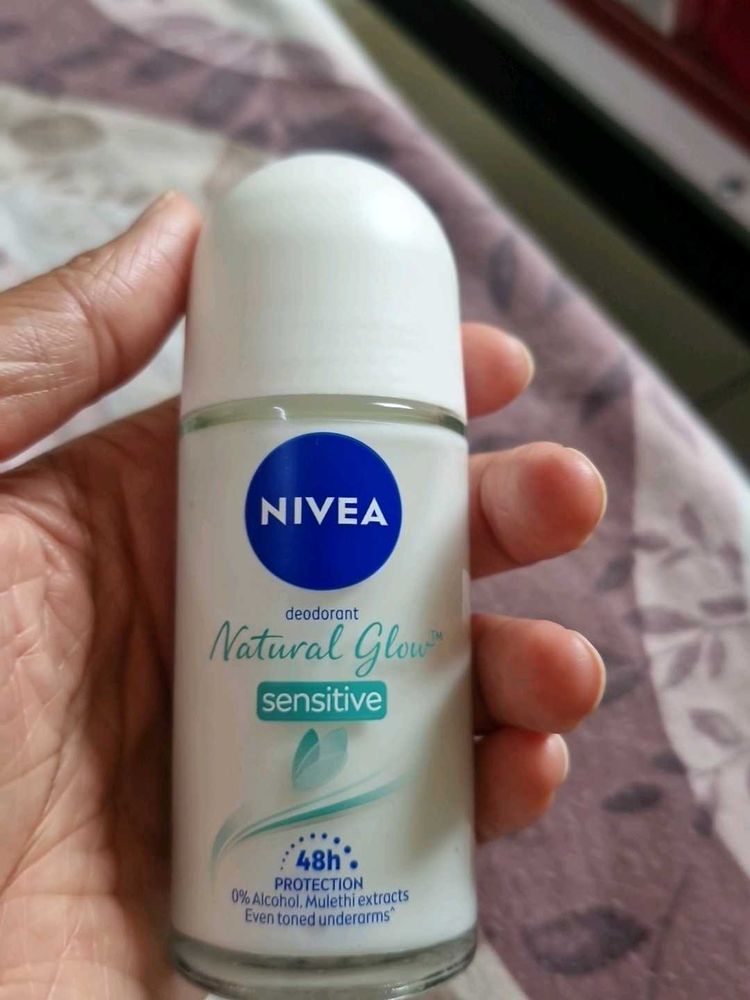 NIVEA
deodorant
Natural Glow™
sensitive
48h
PROTECTION
0% Alcohol. Mulethi extracts
Even toned underarms^